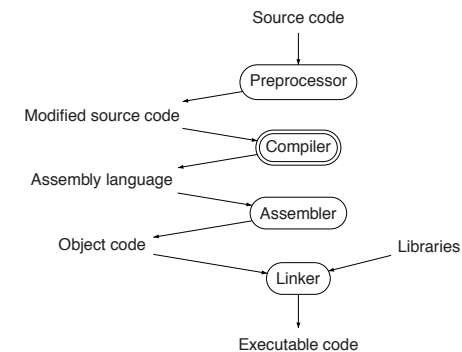 Source code
Preprocessor
Modified source code
Compiler
Assembly language
Assembler
Object code
Libraries
Linker
Executable code